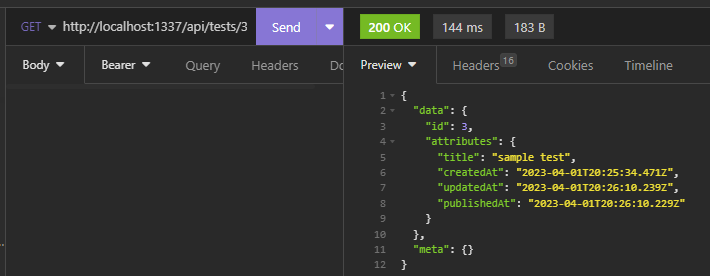 GET http://localhost:1337/api/tests/3 Send 200 OK 144 ms 183 B
Body Bearer Query Headers Do Preview Headers 16 Cookies Timeline
1 {
2 "data": {
3 "id": 3,
4 "attributes": {
5 "title": "sample test",
6 "createdAt": "2023-04-01T20:25:34.471Z",
7 "updatedAt": "2023-04-01T20:26:10.239Z",
8 "publishedAt": "2023-04-01T20:26:10.229Z"
9 }
10 },
11 "meta": {}
12 }